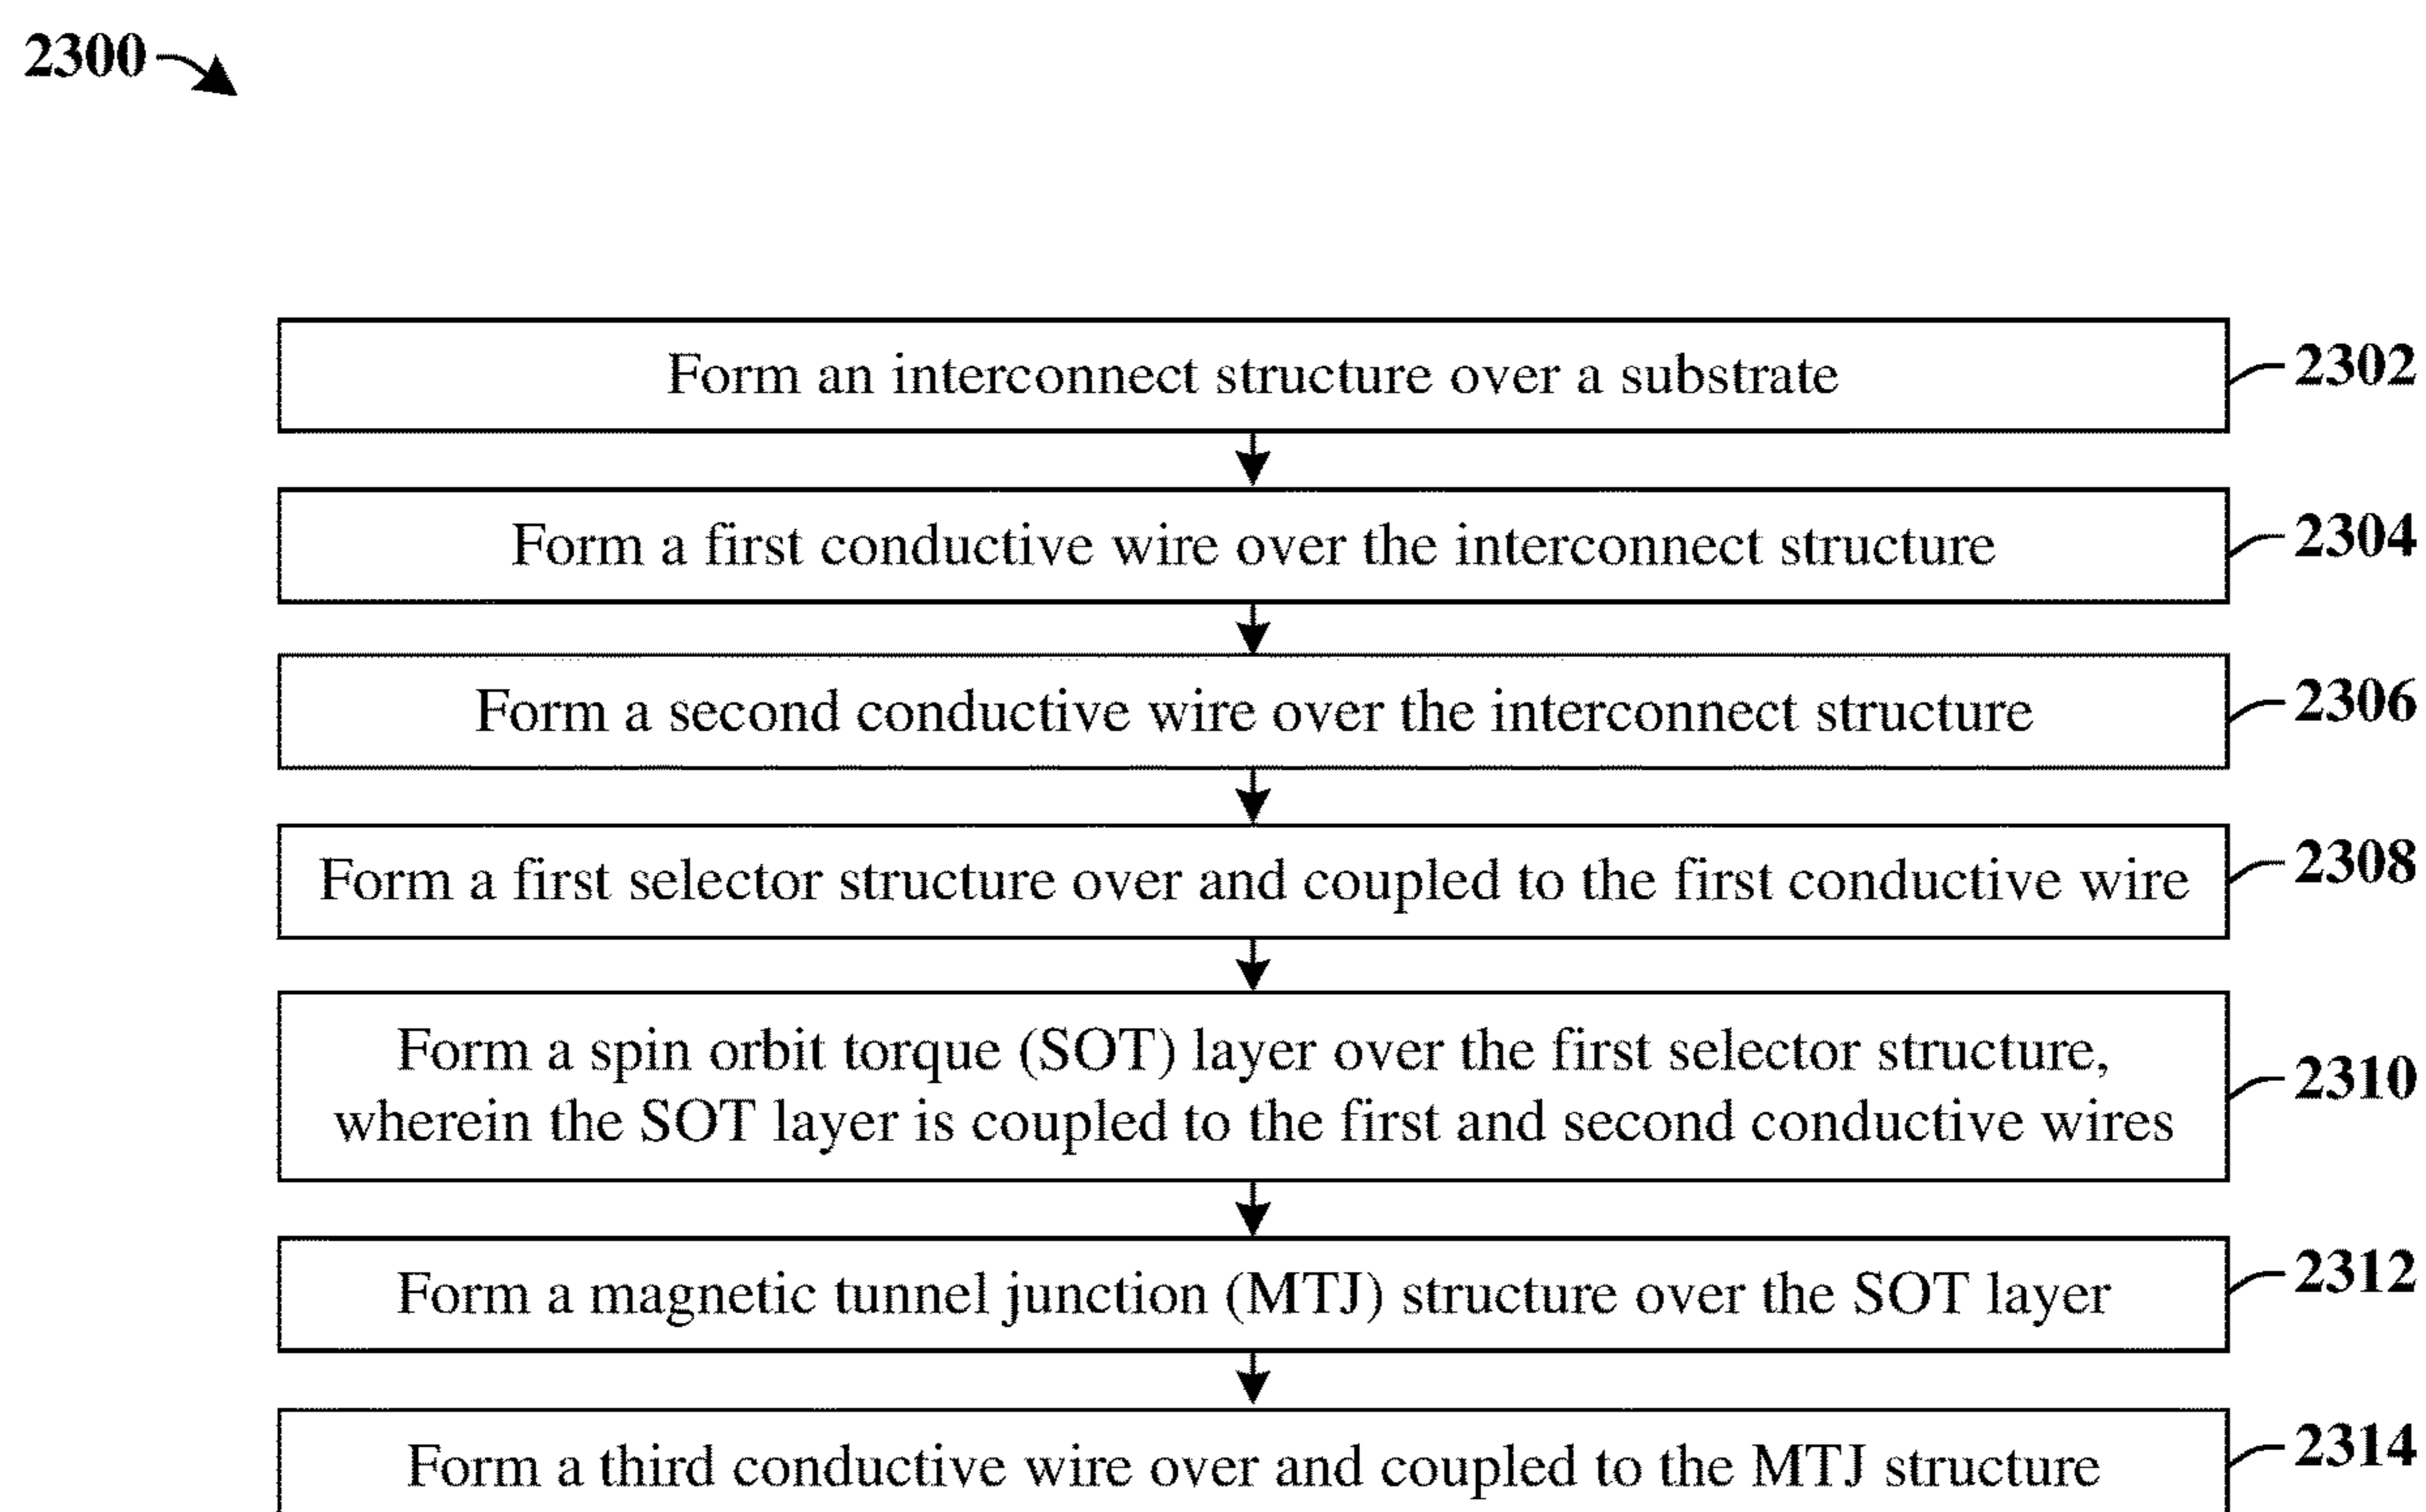 2300
Form an interconnect structure over a substrate
2302
Form a first conductive wire over the interconnect structure
2304
Form a second conductive wire over the interconnect structure
2306
Form a first selector structure over and coupled to the first conductive wire
2308
Form a spin orbit torque (SOT) layer over the first selector structure,
wherein the SOT layer is coupled to the first and second conductive wires
2310
Form a magnetic tunnel junction (MTJ) structure over the SOT layer
2312
Form a third conductive wire over and coupled to the MTJ structure
2314